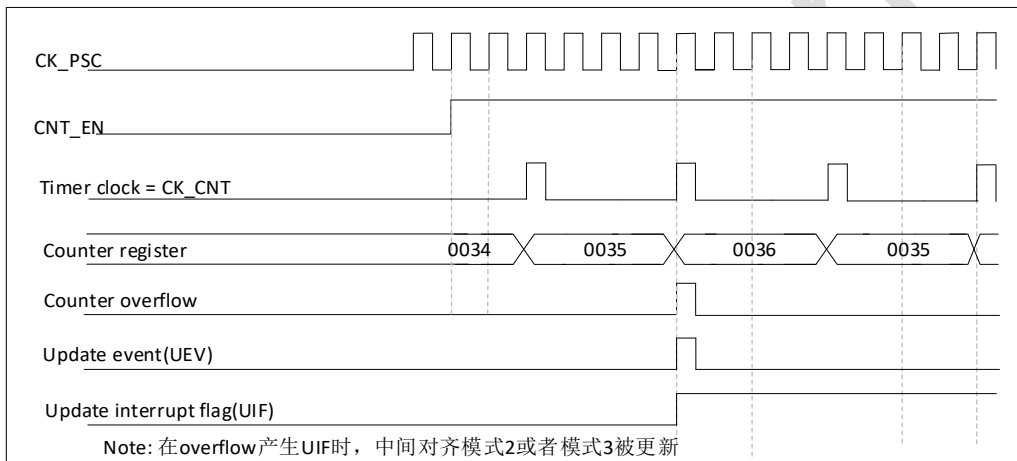 CK_PSC
CNT_EN
Timer clock = CK_CNT
Counter register 0034 0035 0036 0035
Counter overflow
Update event(UEV)
Update interrupt flag(UIF)
Note: 在overflow产生UIF时，中间对齐模式2或者模式3被更新